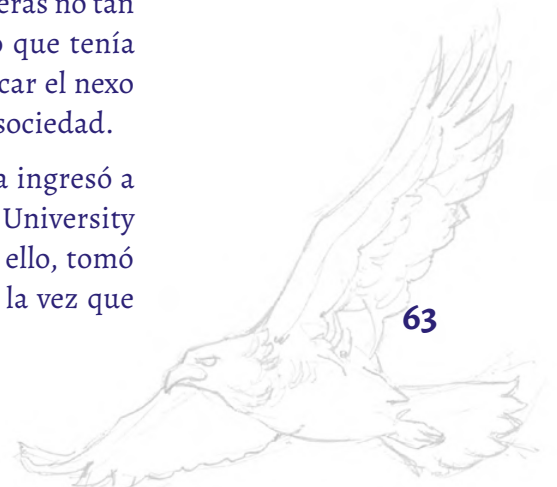 eras no tan
o que tenía
car el nexo
sociedad.
a ingresó a
University
ello, tomó
la vez que
63